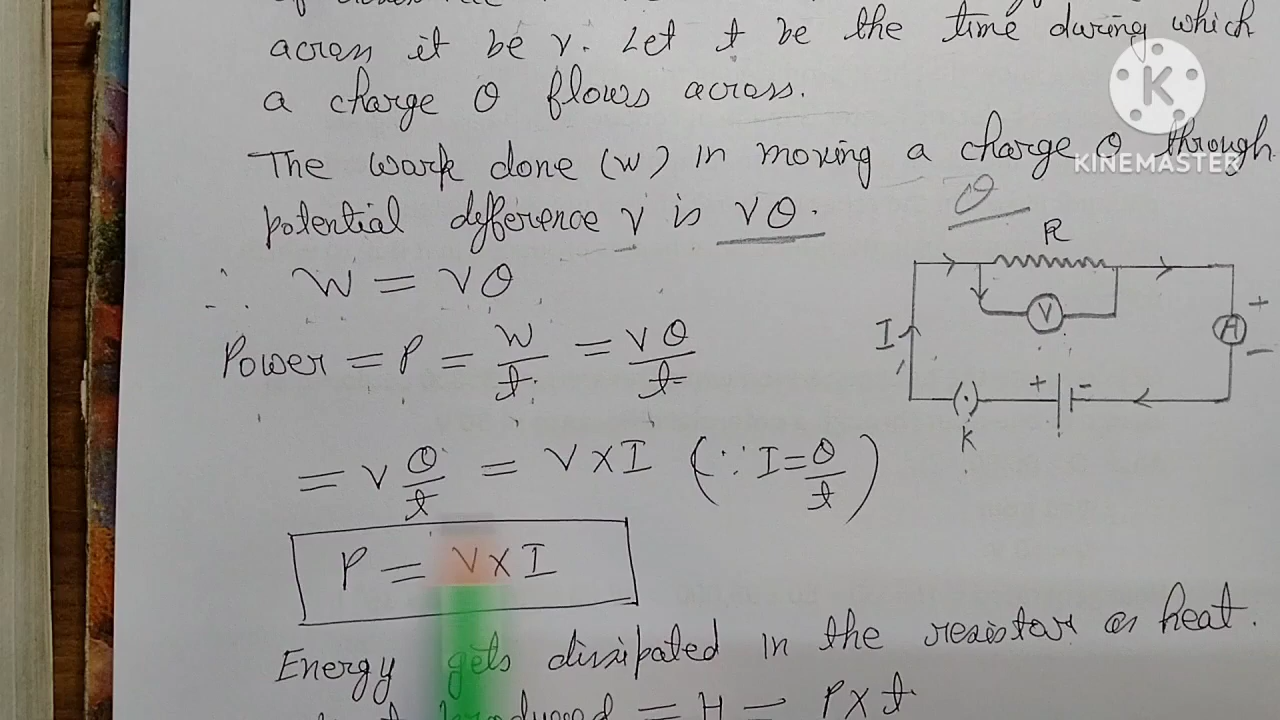 across it be V. Let t be the time during which
a charge Q flows across.
The work done (W) in moving a charge Q through
potential difference V is VQ.
Q
∴ W = VQ
Power = P = W/t = VQ/t
= V Q/t = V×I (∵ I = Q/t)
P = V×I
Energy gets dissipated in the resistor as heat.
produced = H = P×t
R
V
I
A
+
-
+ -
K
K
KINEMASTER